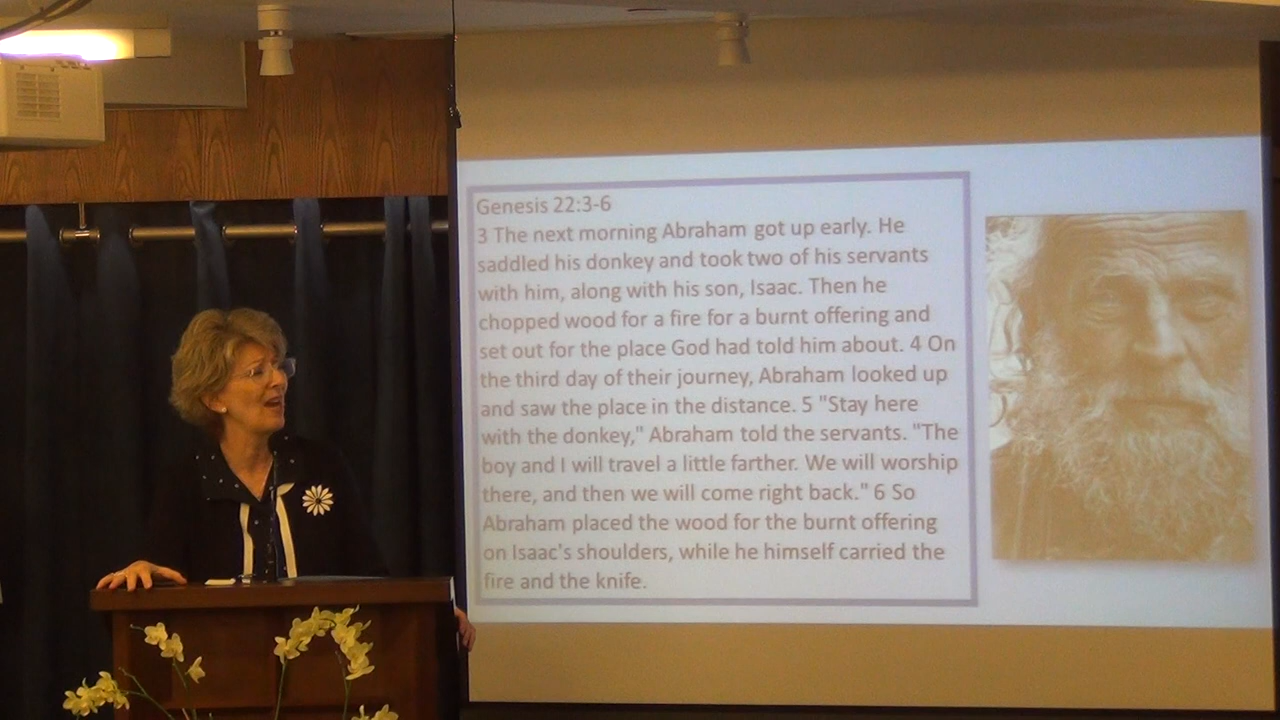 Genesis 22:3-6
3 The next morning Abraham got up early. He
saddled his donkey and took two of his servants
with him, along with his son, Isaac. Then he
chopped wood for a fire for a burnt offering and
set out for the place God had told him about. 4 On
the third day of their journey, Abraham looked up
and saw the place in the distance. 5 "Stay here
with the donkey," Abraham told the servants. "The
boy and I will travel a little farther. We will worship
there, and then we will come right back." 6 So
Abraham placed the wood for the burnt offering
on Isaac's shoulders, while he himself carried the
fire and the knife.